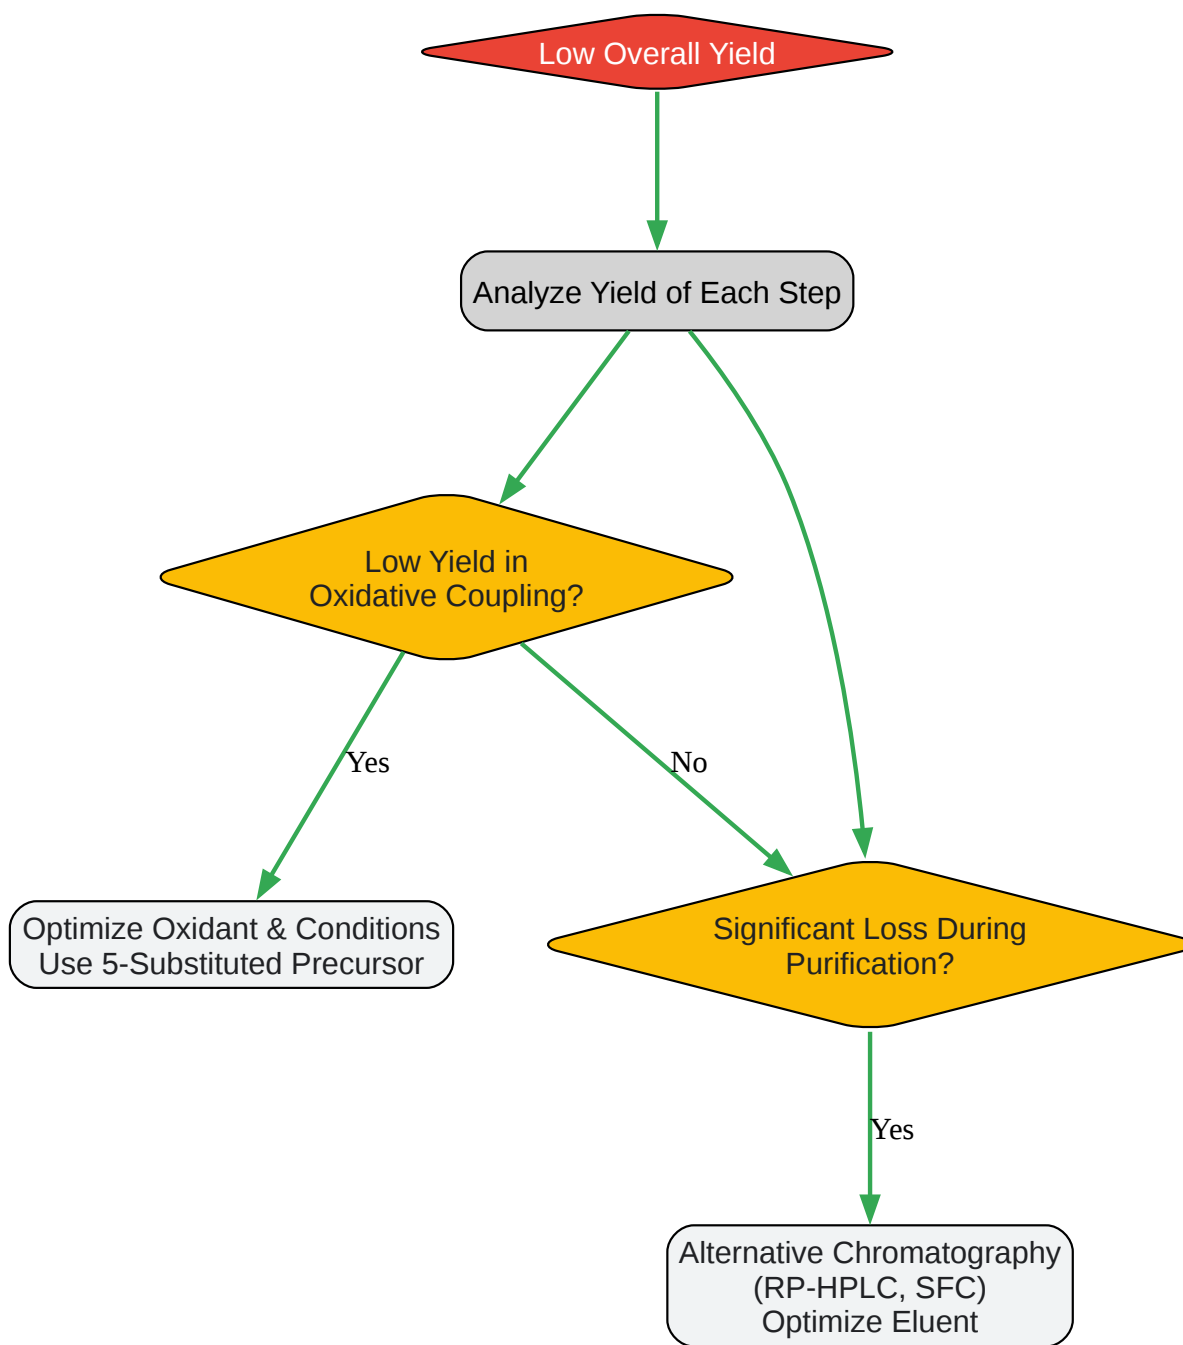 Low Overall Yield
Analyze Yield of Each Step
Low Yield in
Oxidative Coupling?
Yes
No
Optimize Oxidant & Conditions
Use 5-Substituted Precursor
Significant Loss During
Purification?
Yes
Alternative Chromatography
(RP-HPLC, SFC)
Optimize Eluent